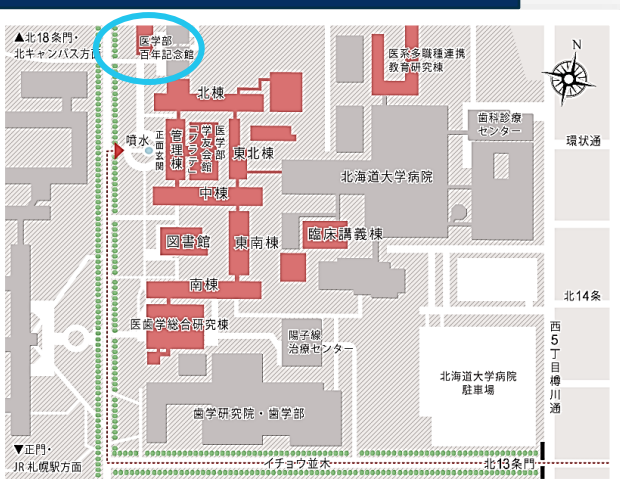 ▲北18条門・
北キャンパス方面
医学部
百年記念館
医系多職種連携
教育研究棟
N
北棟
歯科診療
センター
環状通
噴水
正面玄関
管理棟
医学部
学友会館
「フラテ」
東北棟
北海道大学病院
中棟
図書館
東南棟
臨床講義棟
南棟
北14条
医歯学総合研究棟
陽子線
治療センター
西5丁目樽川通
北海道大学病院
駐車場
歯学研究院・歯学部
▼正門・
JR札幌駅方面
イチョウ並木
北13条門